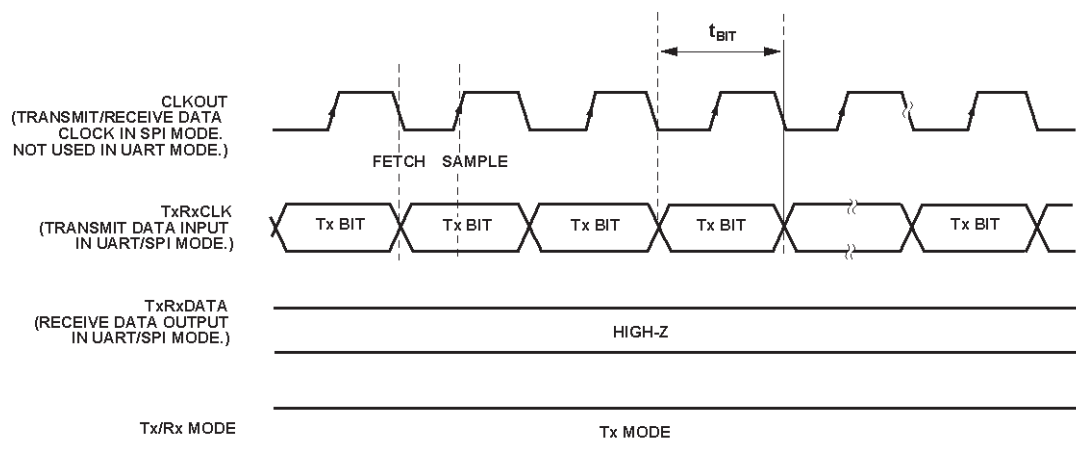 t_BIT
CLKOUT
(TRANSMIT/RECEIVE DATA
CLOCK IN SPI MODE.
NOT USED IN UART MODE.)
FETCH SAMPLE
TxRxCLK
(TRANSMIT DATA INPUT
IN UART/SPI MODE.)
Tx BIT Tx BIT Tx BIT Tx BIT Tx BIT
TxRxDATA
(RECEIVE DATA OUTPUT
IN UART/SPI MODE.)
HIGH-Z
Tx/Rx MODE
Tx MODE